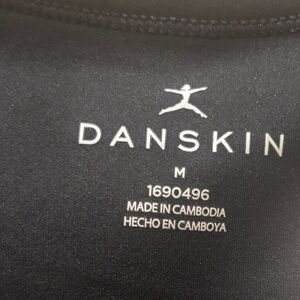 DANSKIN
M
1690496
MADE IN CAMBODIA
HECHO EN CAMBOYA